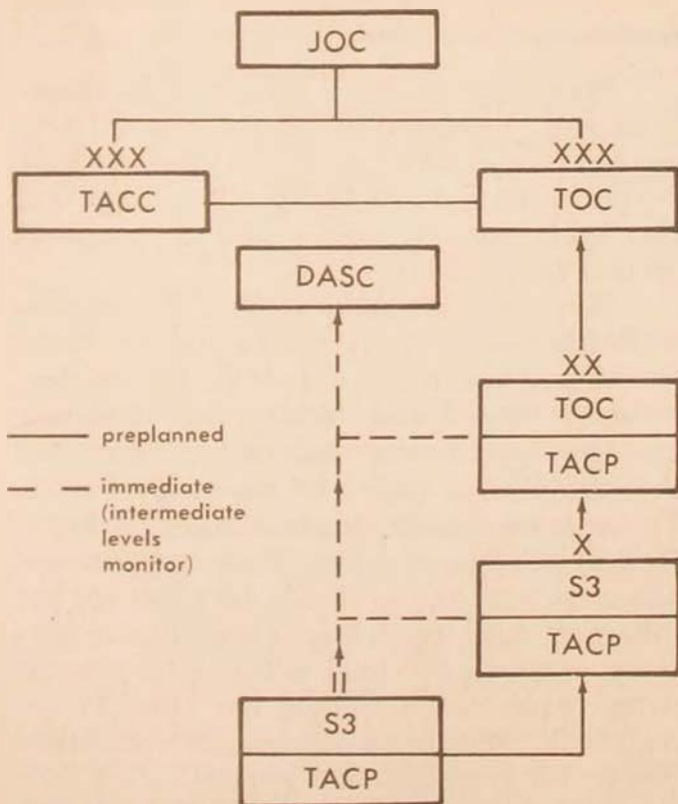 JOC
XXX
XXX
TACC
TOC
DASC
XX
TOC
TACP
preplanned
immediate
(intermediate
levels
monitor)
X
S3
TACP
II
S3
TACP